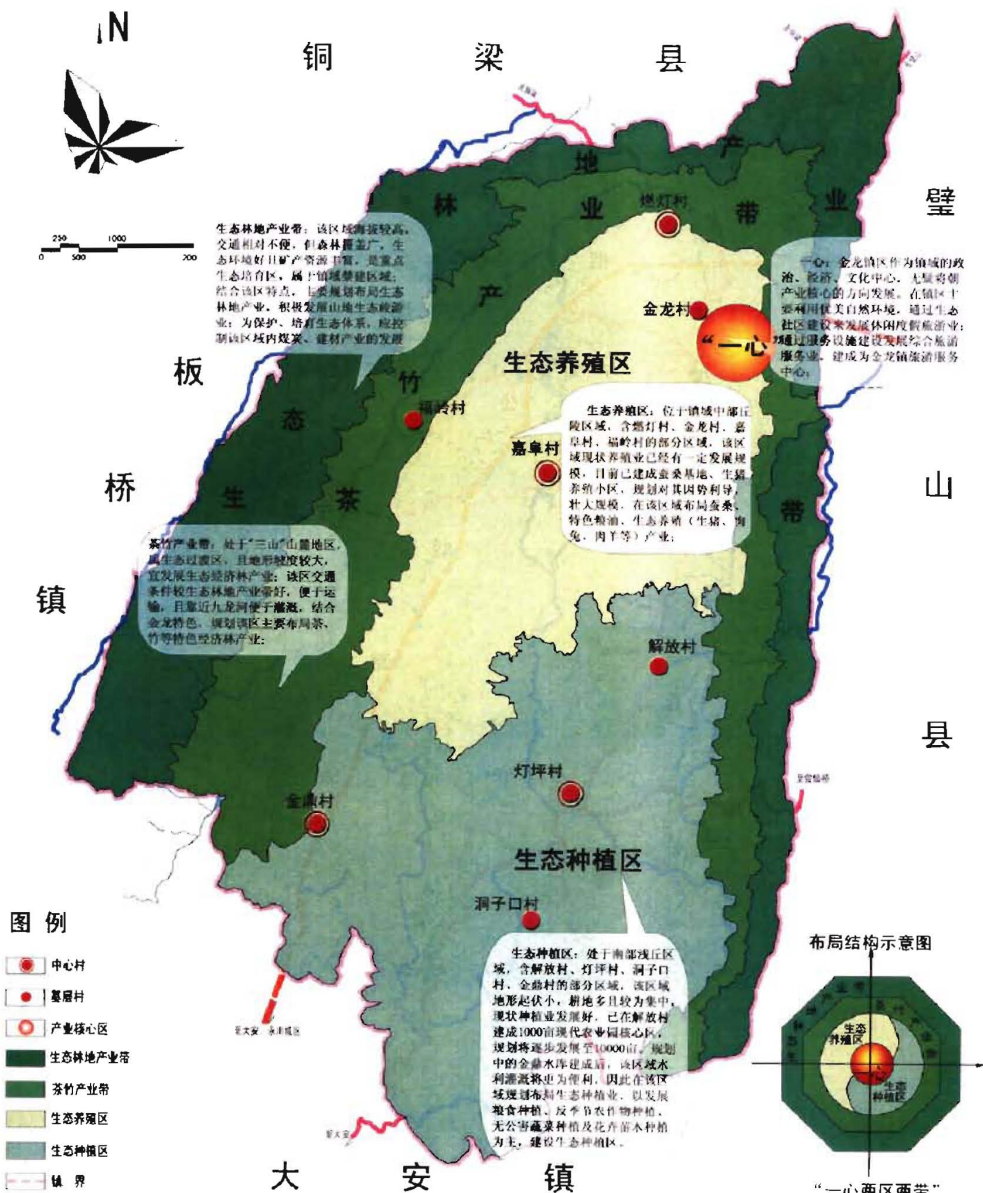 N
铜 梁 县
璧 山 县
板 桥 镇
大 安 镇
250 1000
0 500 200
林 地 产 业
业 带
产
竹
茶
态
生
带
燃灯村
金龙村
福岭村
嘉阜村
解放村
灯坪村
金鼎村
洞子口村
“一心”
生态养殖区
生态种植区
生态林地产业带：该区域海拔较高，
交通相对不便，但森林覆盖广，生
态环境好且矿产资源丰富，是重点
生态培育区，属于镇域禁建区域；
结合该区特点，主要规划布局生态
林地产业，积极发展山地生态旅游
业；为保护、培育生态体系，应控
制该区域内煤炭、建材产业的发展
一心：金龙镇区作为镇域的政
治、经济、文化中心，无疑将朝
产业核心的方向发展。在镇区主
要利用优美自然环境，通过生态
社区建设来发展休闲度假旅游业；
通过服务设施建设发展综合旅游
服务业，建成为金龙镇旅游服务
中心；
生态养殖区：位于镇域中部丘
陵区域，含燃灯村、金龙村、嘉
阜村、福岭村的部分区域，该区
域现状养殖业已经有一定发展规
模，目前已建成蚕桑基地、生猪
养殖小区，规划对其因势利导，
壮大规模，在该区域布局蚕桑、
特色粮油、生态养殖（生猪、肉
兔、肉羊等）产业；
茶竹产业带：处于“三山”山麓地区，
属生态过渡区，且地形坡度较大，
宜发展生态经济林产业；该区交通
条件较生态林地产业带好，便于运
输，且靠近九龙河便于灌溉，结合
金龙特色，规划该区主要布局茶、
竹等特色经济林产业；
生态种植区：处于南部浅丘区
域，含解放村、灯坪村、洞子口
村、金鼎村的部分区域，该区域
地形起伏小，耕地多且较为集中，
现状种植业发展好，已在解放村
建成1000亩现代农业园核心区，
规划将逐步发展至10000亩，规划
中的金鼎水库建成后，该区域水
利灌溉将更为便利，因此在该区
域规划布局生态种植业，以发展
粮食种植、反季节农作物种植、
无公害蔬菜种植及花卉苗木种植
为主，建设生态种植区。
至大安
图 例
中心村
基层村
产业核心区
生态林地产业带
茶竹产业带
生态养殖区
生态种植区
镇 界
布局结构示意图
生态林地产业带
茶竹产业带
生态
养殖区
一心
生态
种植区
“一心两区两带”